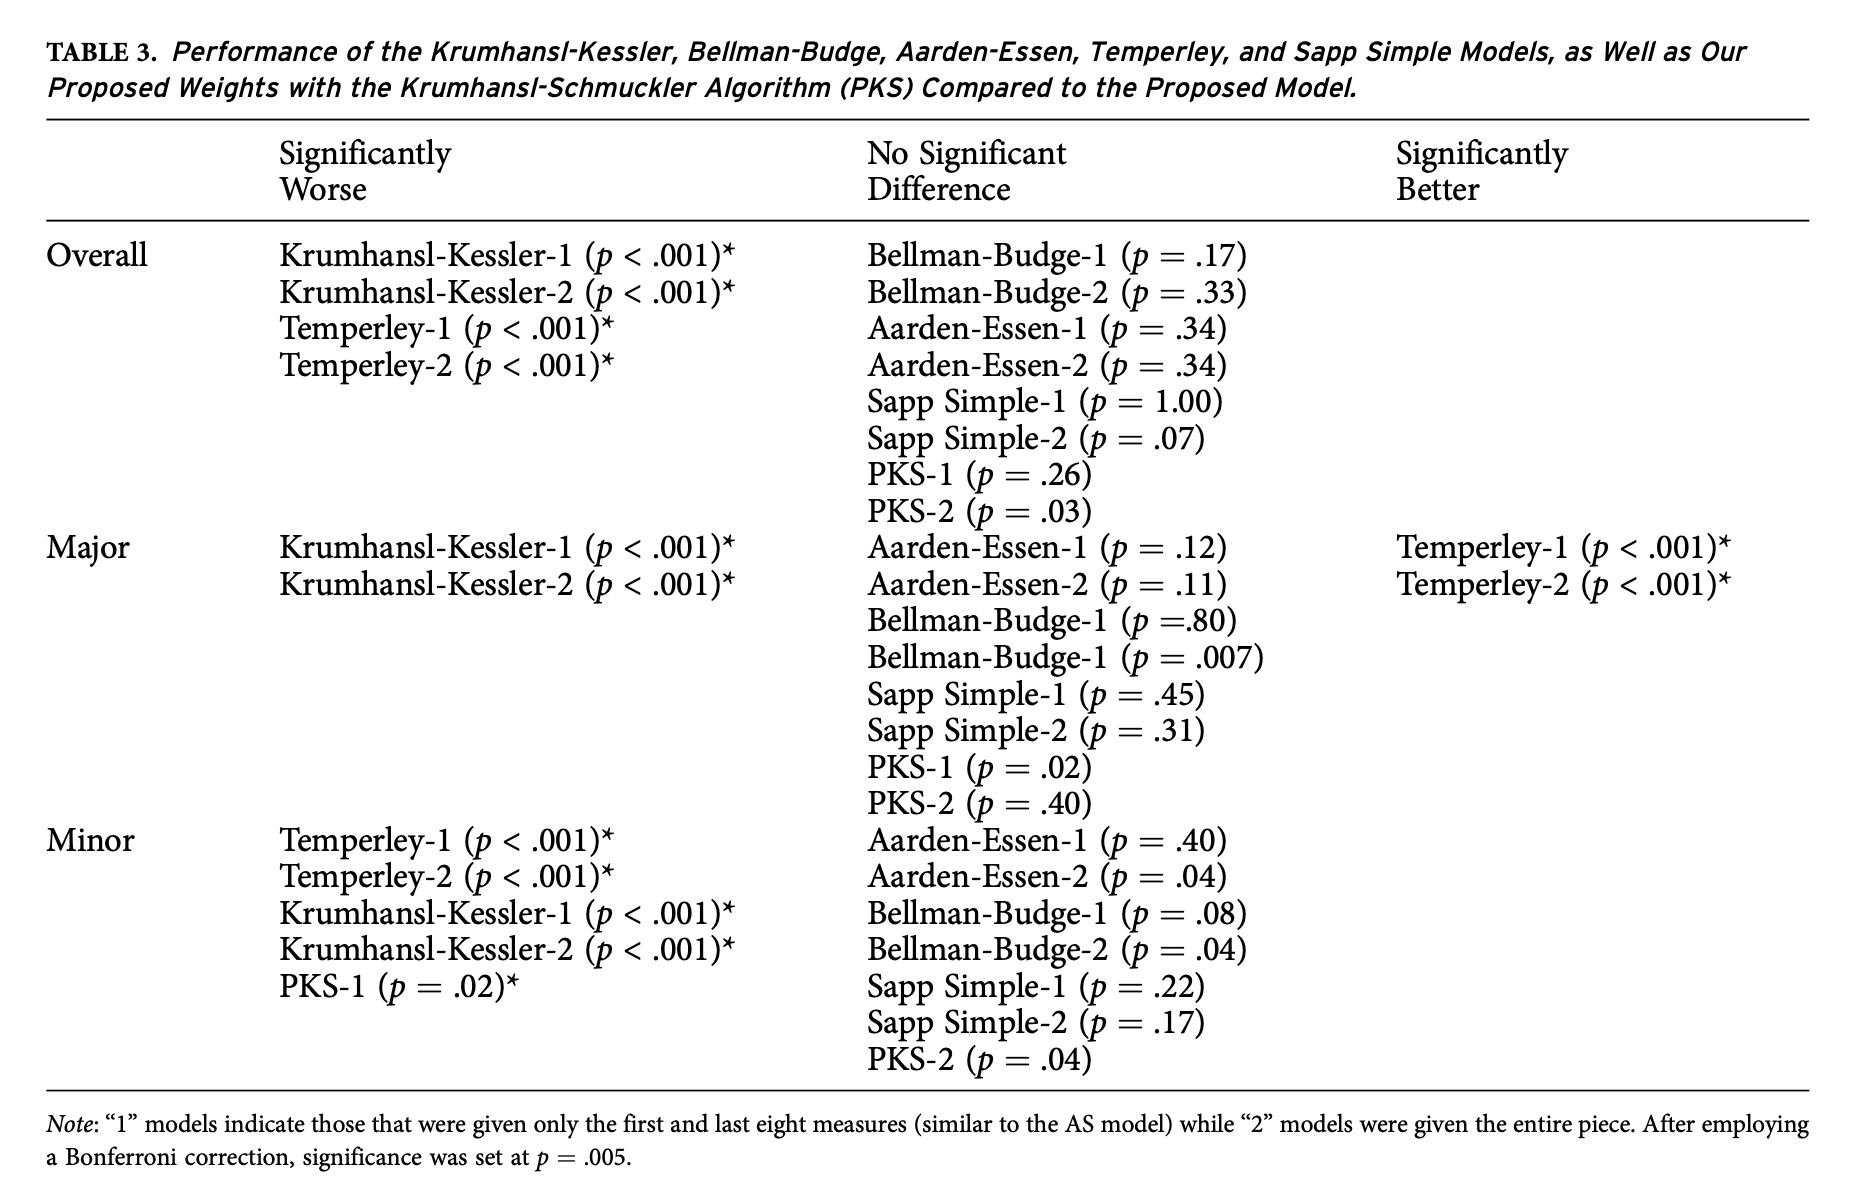 TABLE 3. Performance of the Krumhansl-Kessler, Bellman-Budge, Aarden-Essen, Temperley, and Sapp Simple Models, as Well as Our
Proposed Weights with the Krumhansl-Schmuckler Algorithm (PKS) Compared to the Proposed Model.
Significantly Worse No Significant Difference Significantly Better
Overall Krumhansl-Kessler-1 (p < .001)* Bellman-Budge-1 (p = .17)
Krumhansl-Kessler-2 (p < .001)* Bellman-Budge-2 (p = .33)
Temperley-1 (p < .001)* Aarden-Essen-1 (p = .34)
Temperley-2 (p < .001)* Aarden-Essen-2 (p = .34)
Sapp Simple-1 (p = 1.00)
Sapp Simple-2 (p = .07)
PKS-1 (p = .26)
PKS-2 (p = .03)
Major Krumhansl-Kessler-1 (p < .001)* Aarden-Essen-1 (p = .12) Temperley-1 (p < .001)*
Krumhansl-Kessler-2 (p < .001)* Aarden-Essen-2 (p = .11) Temperley-2 (p < .001)*
Bellman-Budge-1 (p =.80)
Bellman-Budge-1 (p = .007)
Sapp Simple-1 (p = .45)
Sapp Simple-2 (p = .31)
PKS-1 (p = .02)
PKS-2 (p = .40)
Minor Temperley-1 (p < .001)* Aarden-Essen-1 (p = .40)
Temperley-2 (p < .001)* Aarden-Essen-2 (p = .04)
Krumhansl-Kessler-1 (p < .001)* Bellman-Budge-1 (p = .08)
Krumhansl-Kessler-2 (p < .001)* Bellman-Budge-2 (p = .04)
PKS-1 (p = .02)* Sapp Simple-1 (p = .22)
Sapp Simple-2 (p = .17)
PKS-2 (p = .04)
Note: “1” models indicate those that were given only the first and last eight measures (similar to the AS model) while “2” models were given the entire piece. After employing
a Bonferroni correction, significance was set at p = .005.